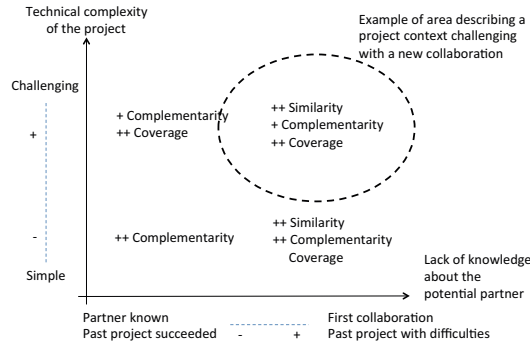 Technical complexity
of the project
Example of area describing a
project context challenging
with a new collaboration
Challenging
+
-
Simple
+ Complementarity
++ Coverage
++ Similarity
+ Complementarity
++ Coverage
++ Complementarity
++ Similarity
++ Complementarity
Coverage
Lack of knowledge
about the
potential partner
Partner known
Past project succeeded
- +
First collaboration
Past project with difficulties